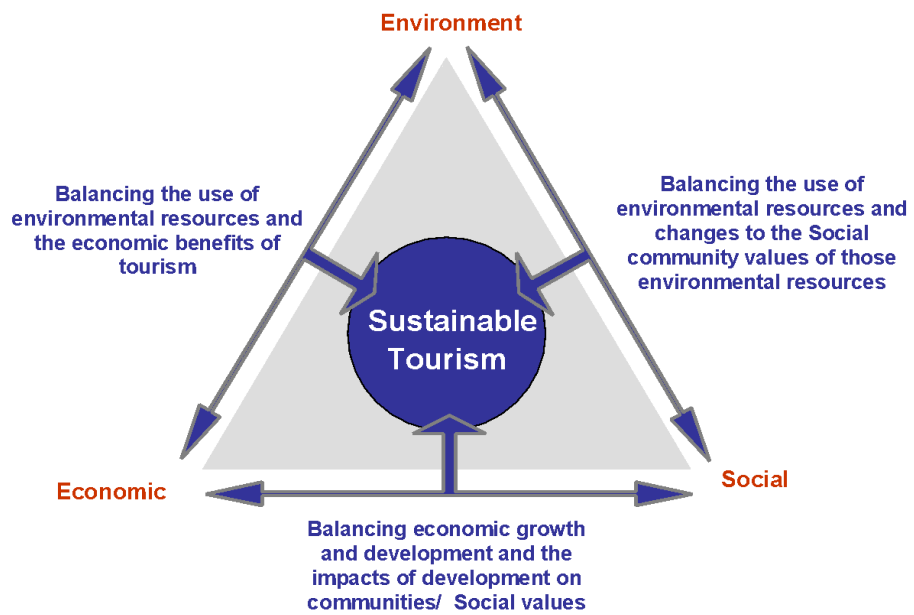 Environment
Balancing the use of
environmental resources and
the economic benefits of
tourism
Balancing the use of
environmental resources and
changes to the Social
community values of those
environmental resources
Sustainable
Tourism
Economic
Social
Balancing economic growth
and development and the
impacts of development on
communities/ Social values